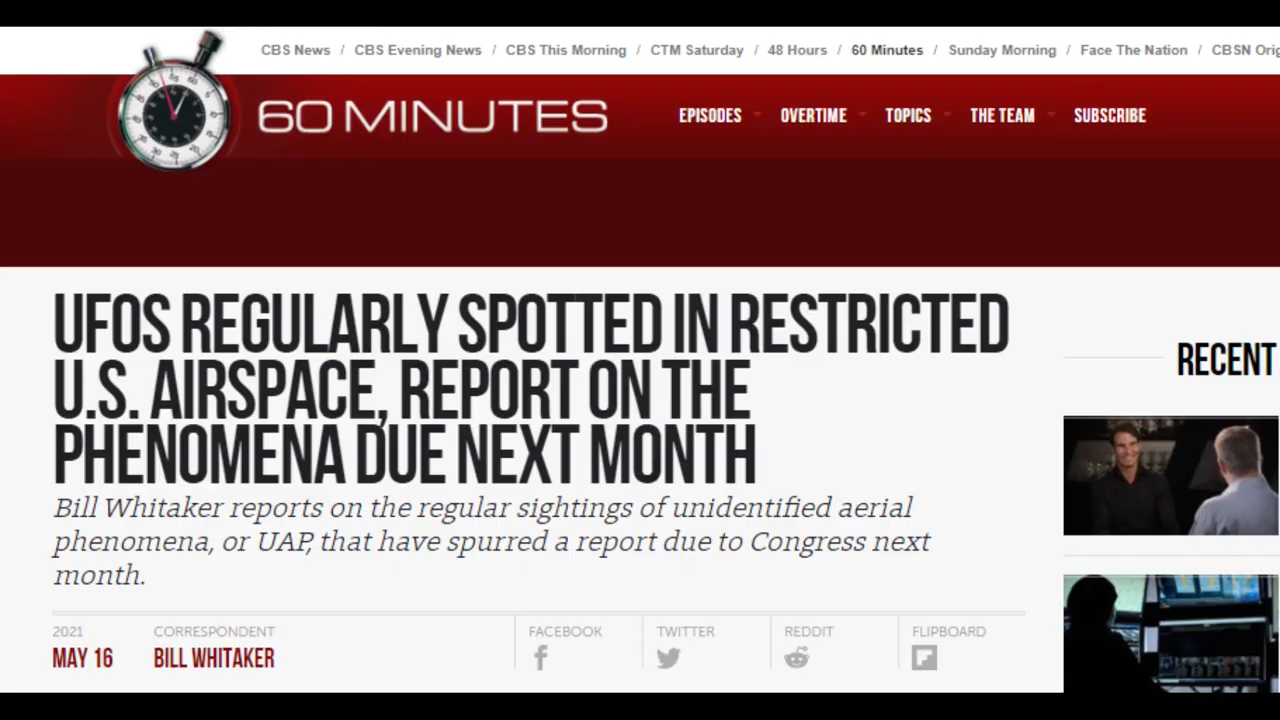 CBS News / CBS Evening News / CBS This Morning / CTM Saturday / 48 Hours / 60 Minutes / Sunday Morning / Face The Nation / CBSN Orig
60 MINUTES
EPISODES OVERTIME TOPICS THE TEAM SUBSCRIBE
UFOS REGULARLY SPOTTED IN RESTRICTED
U.S. AIRSPACE, REPORT ON THE
PHENOMENA DUE NEXT MONTH
Bill Whitaker reports on the regular sightings of unidentified aerial
phenomena, or UAP, that have spurred a report due to Congress next
month.
RECENT
2021 CORRESPONDENT FACEBOOK TWITTER REDDIT FLIPBOARD
MAY 16 BILL WHITAKER